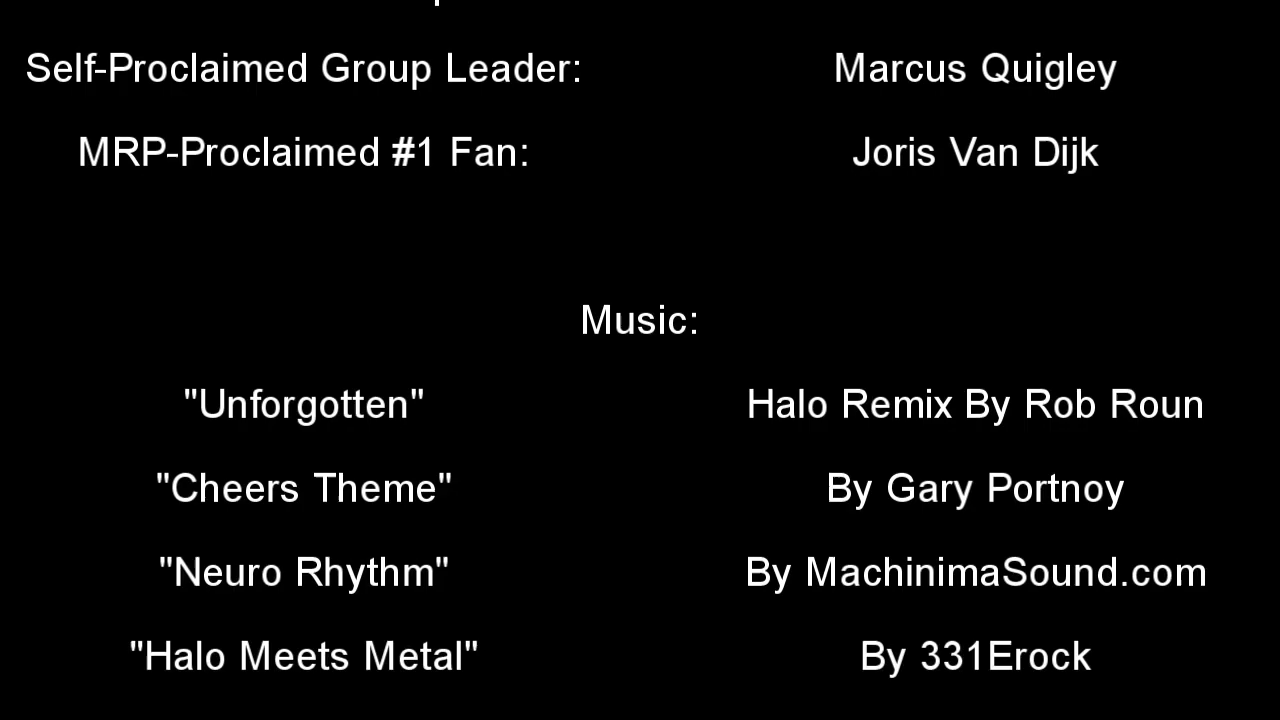 Self-Proclaimed Group Leader: Marcus Quigley
MRP-Proclaimed #1 Fan: Joris Van Dijk
Music:
"Unforgotten" Halo Remix By Rob Roun
"Cheers Theme" By Gary Portnoy
"Neuro Rhythm" By MachinimaSound.com
"Halo Meets Metal" By 331Erock